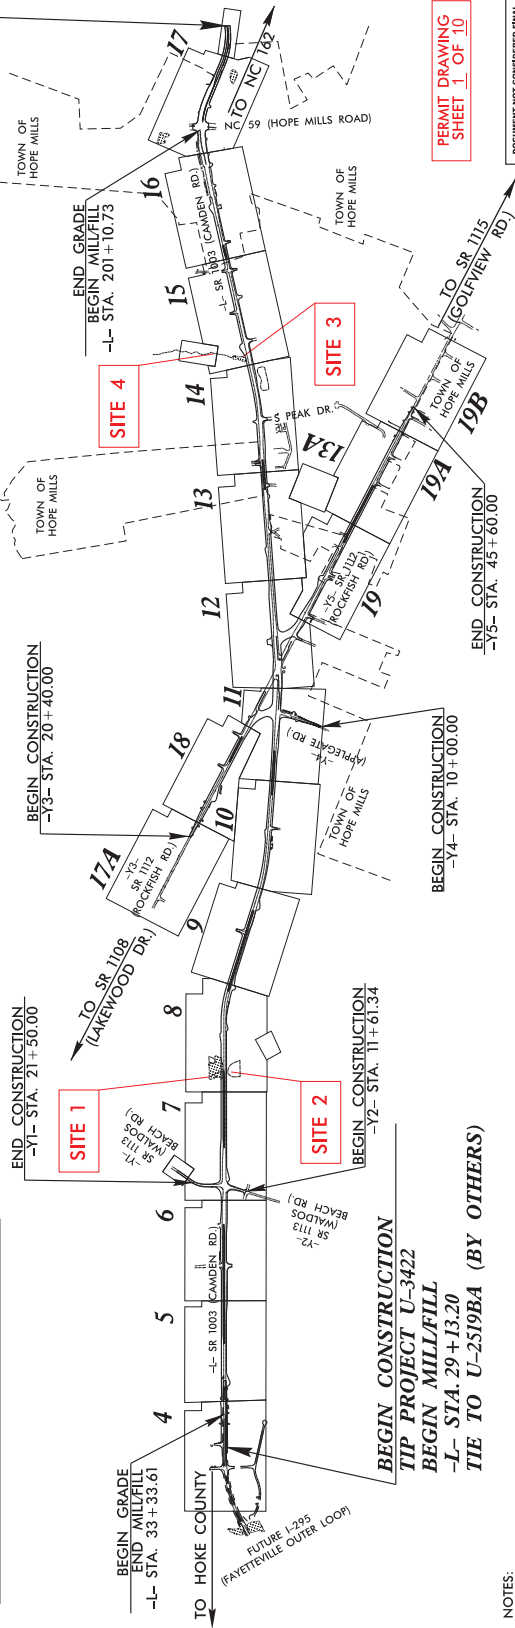 17
TO NC 162
NC 59 (HOPE MILLS ROAD)
PERMIT DRAWING
SHEET 1 OF 10
DOCUMENT NOT CONSIDERED FINAL
TOWN OF
HOPE MILLS
16
END GRADE
BEGIN MILL/FILL
-L- STA. 201+10.73
-L- SR 1003 (CAMDEN RD.)
TOWN OF
HOPE MILLS
15
TO SR 1115
(GOLFVIEW RD.)
SITE 4
SITE 3
14
S PEAK DR.
13A
TOWN OF
HOPE MILLS
19B
19A
TOWN OF
HOPE MILLS
13
END CONSTRUCTION
-Y5- STA. 45+60.00
-Y5- SR 1112
(ROCKFISH RD.)
19
12
BEGIN CONSTRUCTION
-Y3- STA. 20+40.00
11
18
-Y4-
(APPLEGATE RD.)
BEGIN CONSTRUCTION
-Y4- STA. 10+00.00
10
TOWN OF
HOPE MILLS
17A
-Y3-
SR 1112
(ROCKFISH RD.)
9
TO SR 1108
(LAKEWOOD DR.)
8
END CONSTRUCTION
-Y1- STA. 21+50.00
SITE 1
SITE 2
BEGIN CONSTRUCTION
-Y2- STA. 11+61.34
7
-Y1-
SR 1113
(WALDOS
BEACH RD.)
-Y2-
SR 1113
(WALDOS
BEACH RD.)
6
-L- SR 1003 (CAMDEN RD.)
5
4
BEGIN GRADE
END MILL/FILL
-L- STA. 33+33.61
TO HOKE COUNTY
FUTURE I-295
(FAYETTEVILLE OUTER LOOP)
BEGIN CONSTRUCTION
TIP PROJECT U-3422
BEGIN MILL/FILL
-L- STA. 29+13.20
TIE TO U-2519BA (BY OTHERS)
NOTES: